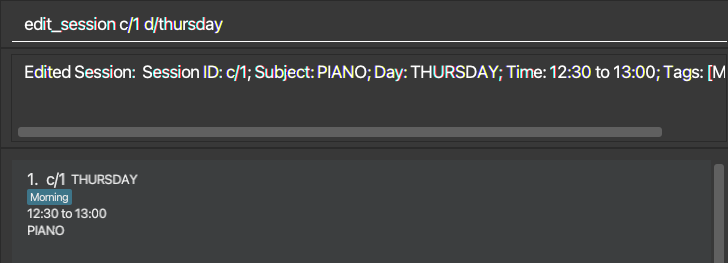 edit_session c/1 d/thursday
Edited Session: Session ID: c/1; Subject: PIANO; Day: THURSDAY; Time: 12:30 to 13:00; Tags: [M
1. c/1 THURSDAY
Morning
12:30 to 13:00
PIANO